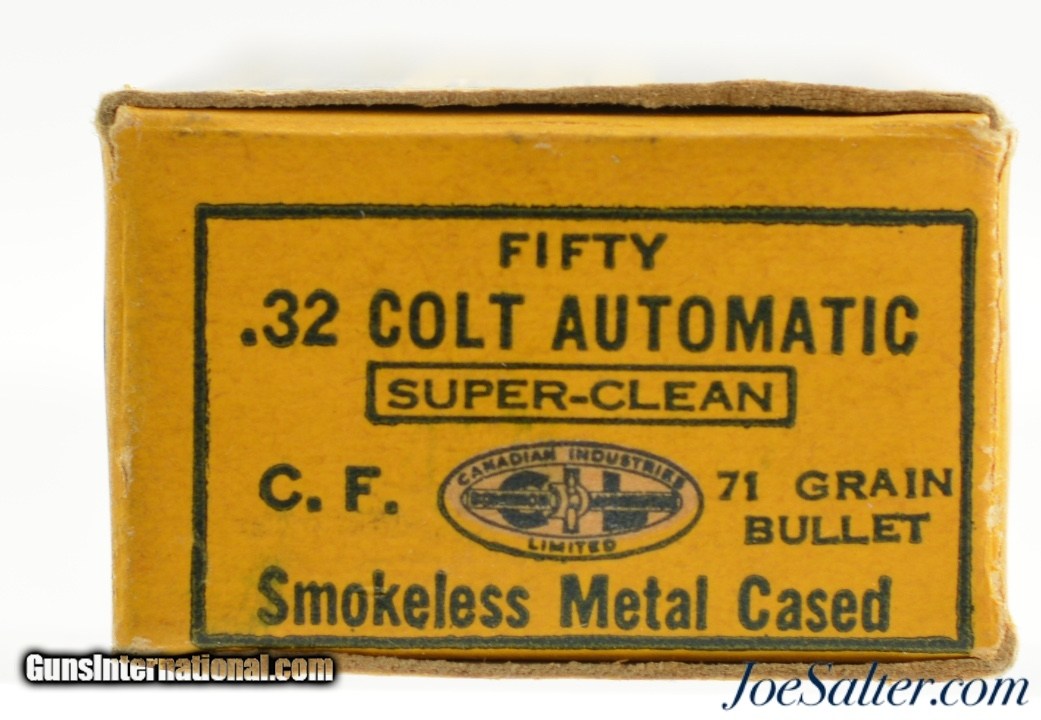 FIFTY
.32 COLT AUTOMATIC
SUPER-CLEAN
C. F.
CANADIAN INDUSTRIES
LIMITED
71 GRAIN
BULLET
Smokeless Metal Cased
GunsInternational.com
JoeSalter.com